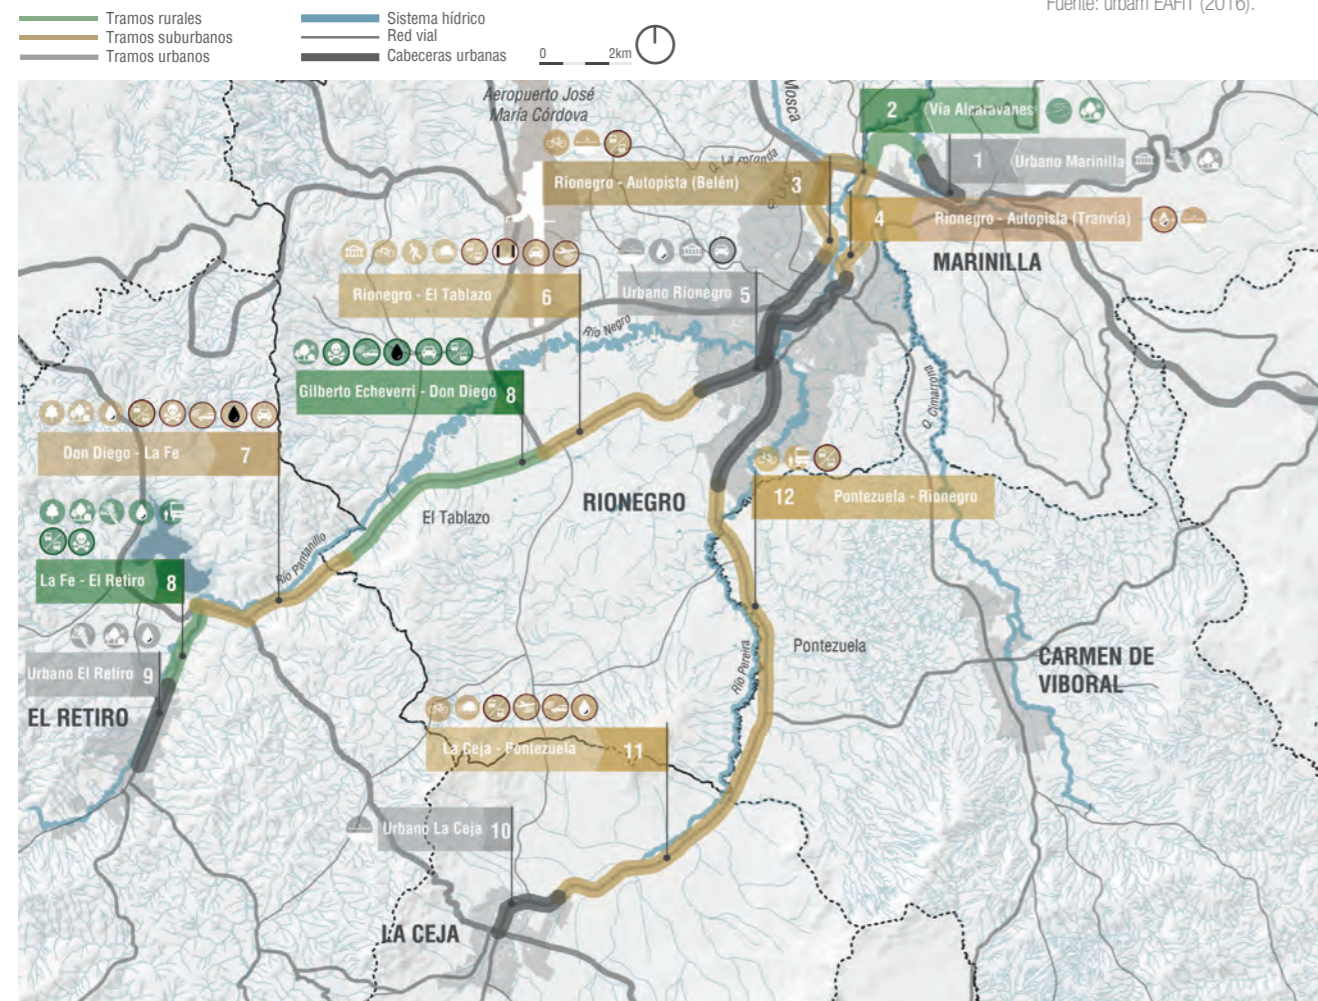 Fuente: urbam EAFIT (2016).
Tramos rurales
Tramos suburbanos
Tramos urbanos
Sistema hídrico
Red vial
Cabeceras urbanas
0 2km
Aeropuerto José
María Córdova
Mosca
2 Vía Alcaravanes
1 Urbano Marinilla
Q. La
Rionegro - Autopista (Belén) 3
4 Rionegro - Autopista (Tranvía)
MARINILLA
Rionegro - El Tablazo 6
Urbano Rionegro 5
Río Negro
Gilberto Echeverri - Don Diego 8
Q. Cimarrona
Don Diego - La Fe 7
12 Pontezuela - Rionegro
RIONEGRO
El Tablazo
Río Pantanillo
La Fe - El Retiro 8
Pontezuela
Río Pereira
CARMEN DE
VIBORAL
Urbano El Retiro 9
EL RETIRO
La Ceja - Pontezuela 11
Urbano La Ceja 10
LA CEJA